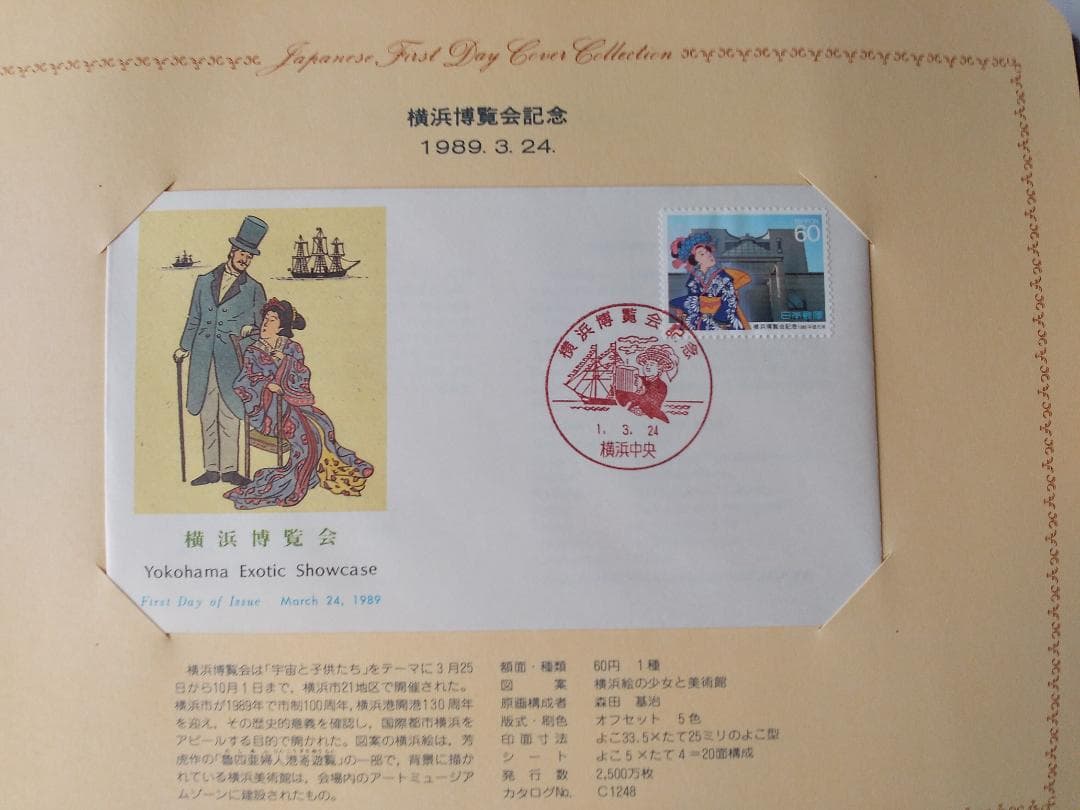 Japanese First Day Cover Collection
横浜博覧会記念
1989. 3. 24.
NIPPON
60
日本郵便
横浜博覧会記念
横浜博覧会記念
1. 3. 24
横浜中央
横浜博覧会
Yokohama Exotic Showcase
First Day of Issue March 24, 1989
横浜博覧会は「宇宙と子供たち」をテーマに3月25
日から10月1日まで、横浜市21地区で開催された。
横浜市が1989年で市制100周年，横浜港開港130周年
を迎え，その歴史的意義を確認し，国際都市横浜を
アピールする目的で開かれた。図案の横浜絵は，芳
虎作の「魯西亜婦人港寄遊覧」の一部で，背景に描か
れている横浜美術館は，会場内のアートミュージア
ムゾーンに建設されたもの。
額面・種類 60円 1種
図案 横浜絵の少女と美術館
原画構成者 森田 基治
版式・刷色 オフセット 5色
印面寸法 よこ33.5×たて25ミリのよこ型
シート よこ5×たて4＝20面構成
発行数 2,500万枚
カタログNo. C1248